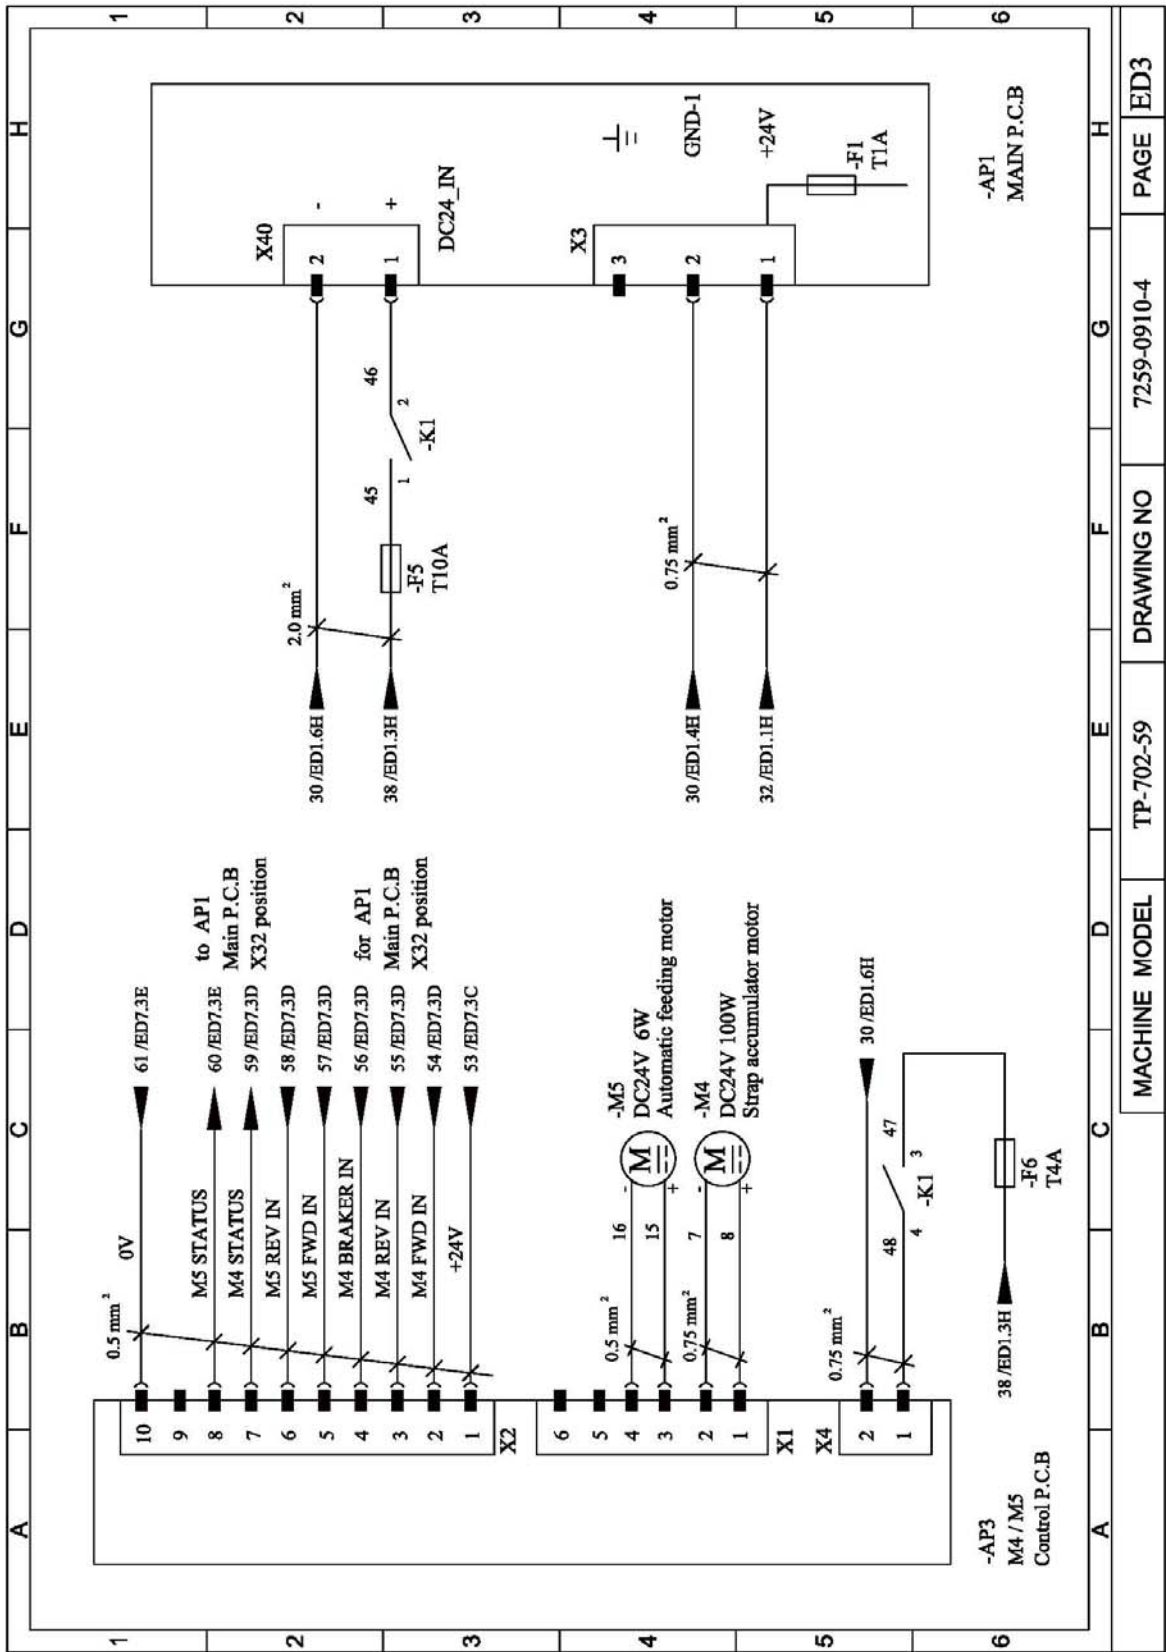 A
B
C
D
E
F
G
H
1
2
3
4
5
6
0.5 mm²
0V
61 /ED7.3E
M5 STATUS
60 /ED7.3E
M4 STATUS
59 /ED7.3D
to AP1
Main P.C.B
X32 position
M5 REV IN
58 /ED7.3D
M5 FWD IN
57 /ED7.3D
M4 BRAKER IN
56 /ED7.3D
M4 REV IN
55 /ED7.3D
M4 FWD IN
54 /ED7.3D
+24V
53 /ED7.3C
for AP1
Main P.C.B
X32 position
10
9
8
7
6
5
4
3
2
1
X2
6
5
4
3
2
1
X1
0.5 mm²
16
15
-
+
M
-M5
DC24V 6W
Automatic feeding motor
0.75 mm²
7
8
-
+
M
-M4
DC24V 100W
Strap accumulator motor
X4
2
1
0.75 mm²
30 /ED1.6H
48
4
-K1
3
47
38 /ED1.3H
-F6
T4A
-AP3
M4 / M5
Control P.C.B
30 /ED1.6H
38 /ED1.3H
2.0 mm²
-F5
T10A
45
1
-K1
2
46
X40
2
1
-
+
DC24_IN
30 /ED1.4H
32 /ED1.1H
0.75 mm²
X3
3
2
1
GND-1
+24V
-F1
T1A
-AP1
MAIN P.C.B
1
2
3
4
5
6
A
B
C
D
E
F
G
H
MACHINE MODEL
TP-702-59
DRAWING NO
7259-0910-4
PAGE
ED3